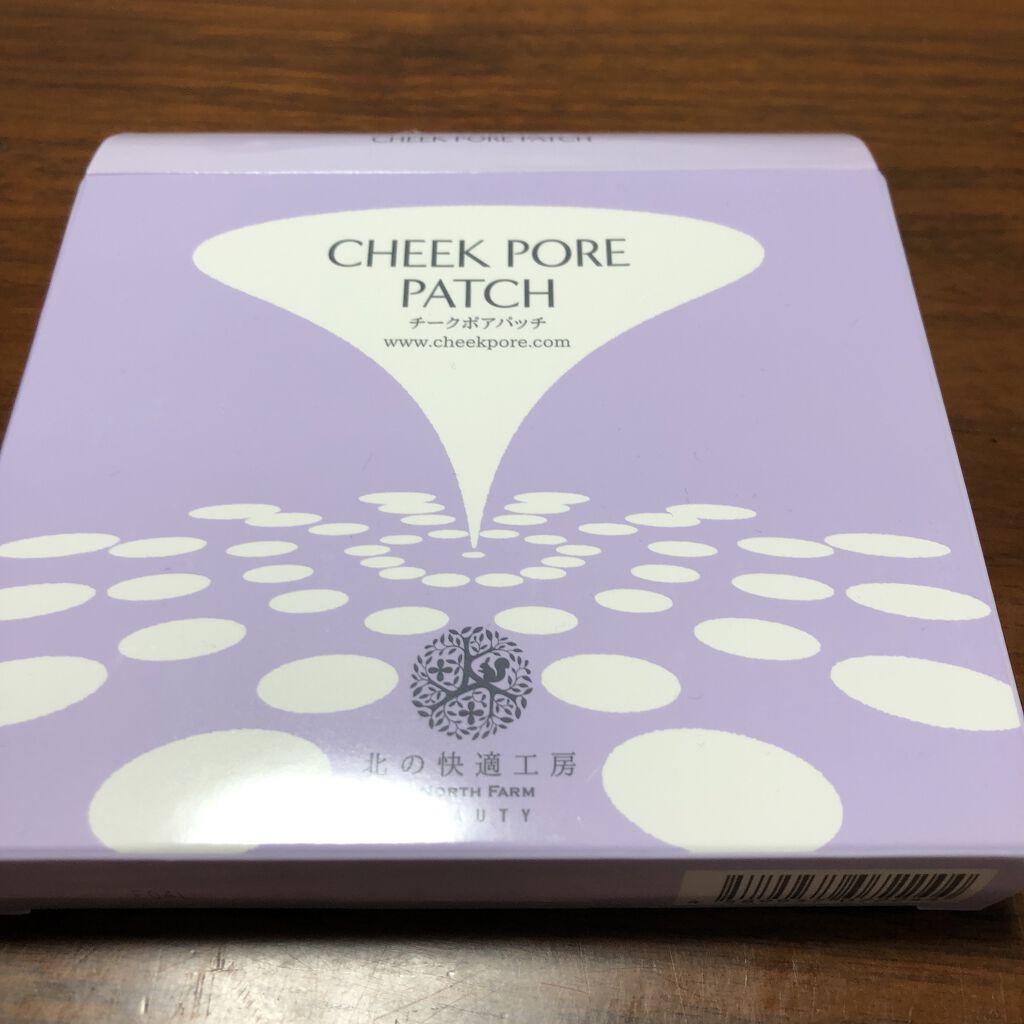 CHEEK PORE PATCH
CHEEK PORE
PATCH
チークポアパッチ
www.cheekpore.com
北の快適工房
NORTH FARM